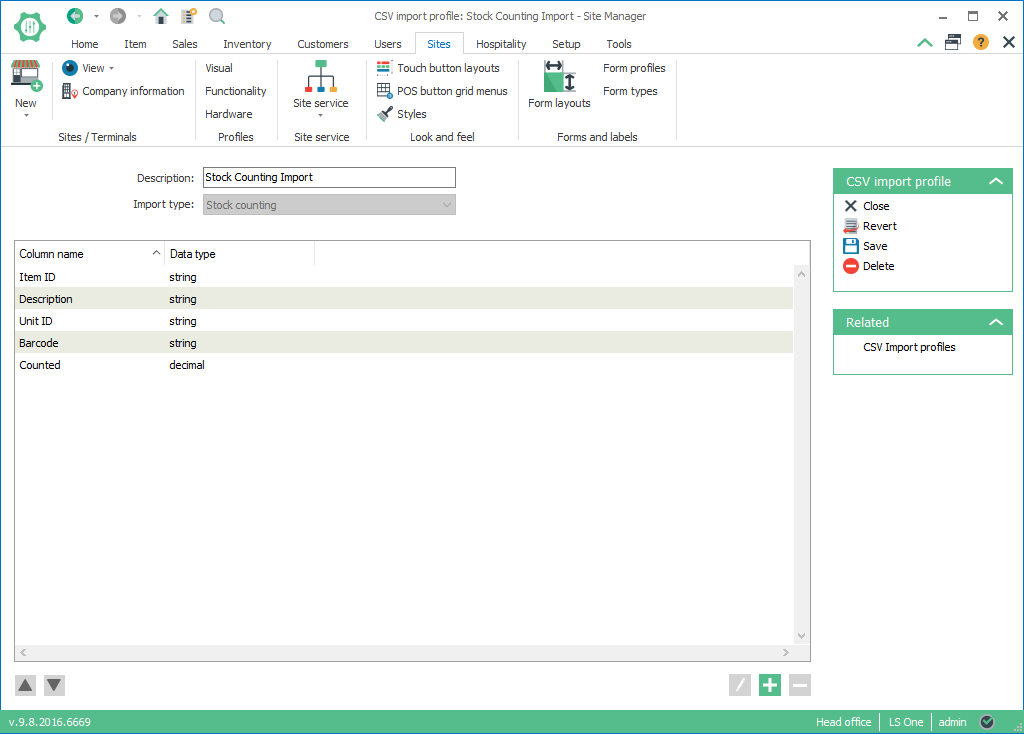 CSV import profile: Stock Counting Import - Site Manager
Home Item Sales Inventory Customers Users Sites Hospitality Setup Tools
New
View
Company information
Sites / Terminals
Visual
Functionality
Hardware
Profiles
Site service
Site service
Touch button layouts
POS button grid menus
Styles
Look and feel
Form layouts
Form profiles
Form types
Forms and labels
Description: Stock Counting Import
Import type: Stock counting
Column name Data type
Item ID string
Description string
Unit ID string
Barcode string
Counted decimal
CSV import profile
Close
Revert
Save
Delete
Related
CSV Import profiles
v.9.8.2016.6669
Head office LS One admin